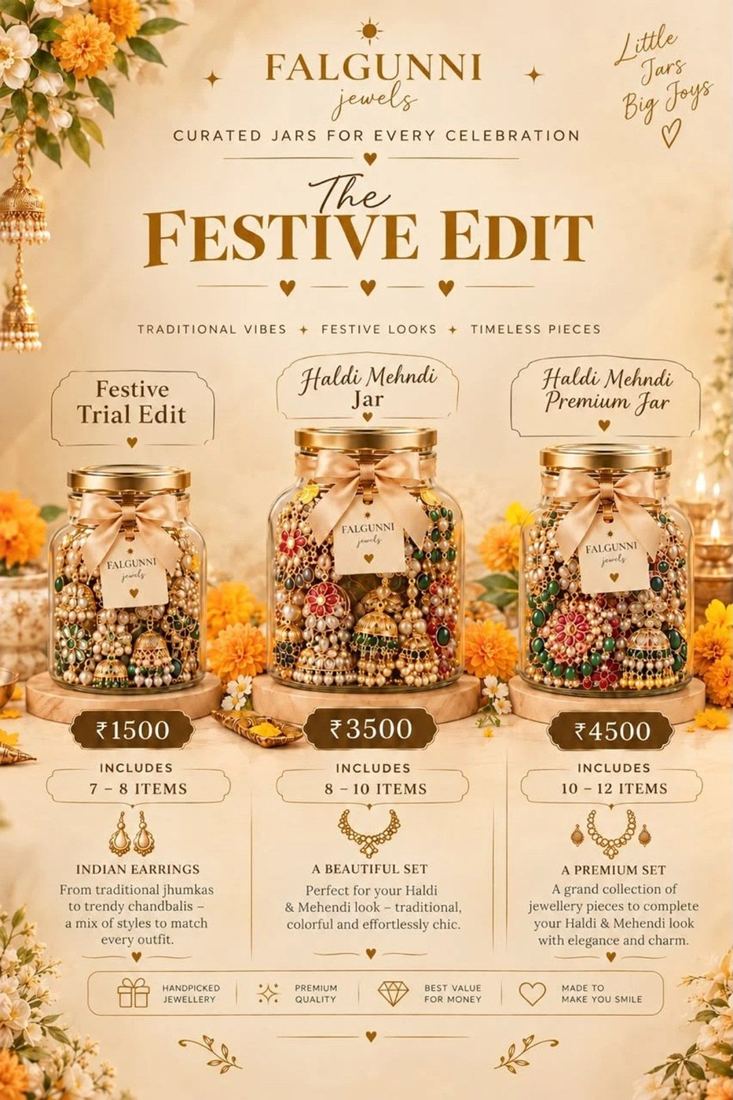 FALGUNNI
jewels
Little
Jars
Big Joys
CURATED JARS FOR EVERY CELEBRATION
The
FESTIVE EDIT
TRADITIONAL VIBES ✦ FESTIVE LOOKS ✦ TIMELESS PIECES
Festive
Trial Edit
FALGUNNI
jewels
₹1500
INCLUDES
7 – 8 ITEMS
INDIAN EARRINGS
From traditional jhumkas
to trendy chandbalis –
a mix of styles to match
every outfit.
Haldi Mehndi
Jar
FALGUNNI
jewels
₹3500
INCLUDES
8 – 10 ITEMS
A BEAUTIFUL SET
Perfect for your Haldi
& Mehendi look – traditional,
colorful and effortlessly chic.
Haldi Mehndi
Premium Jar
FALGUNNI
jewels
₹4500
INCLUDES
10 – 12 ITEMS
A PREMIUM SET
A grand collection of
jewellery pieces to complete
your Haldi & Mehendi look
with elegance and charm.
HANDPICKED
JEWELLERY
PREMIUM
QUALITY
BEST VALUE
FOR MONEY
MADE TO
MAKE YOU SMILE